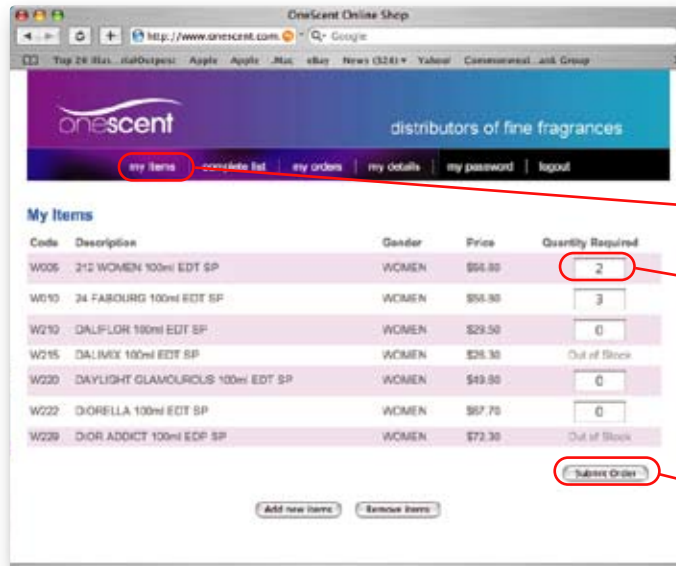 OneScent Online Shop
http://www.onescent.com Google
Apple Apple .Mac eBay News Yahoo!
onescent
distributors of fine fragrances
my items complete list my orders my details my password logout
My Items
Code Description Gender Price Quantity Required
W005 212 WOMEN 100ml EDT SP WOMEN 2
W010 24 FABOURG 100ml EDT SP WOMEN 3
W210 DALIFLOR 100ml EDT SP WOMEN $29.50 0
W215 DALIMIX 100ml EDT SP WOMEN Out of Stock
W220 DAYLIGHT GLAMOUROUS 100ml EDT SP WOMEN 0
W222 DIORELLA 100ml EDT SP WOMEN $67.70 0
W229 DIOR ADDICT 100ml EDP SP WOMEN $72.30 Out of Stock
Submit Order
Add new items Remove items